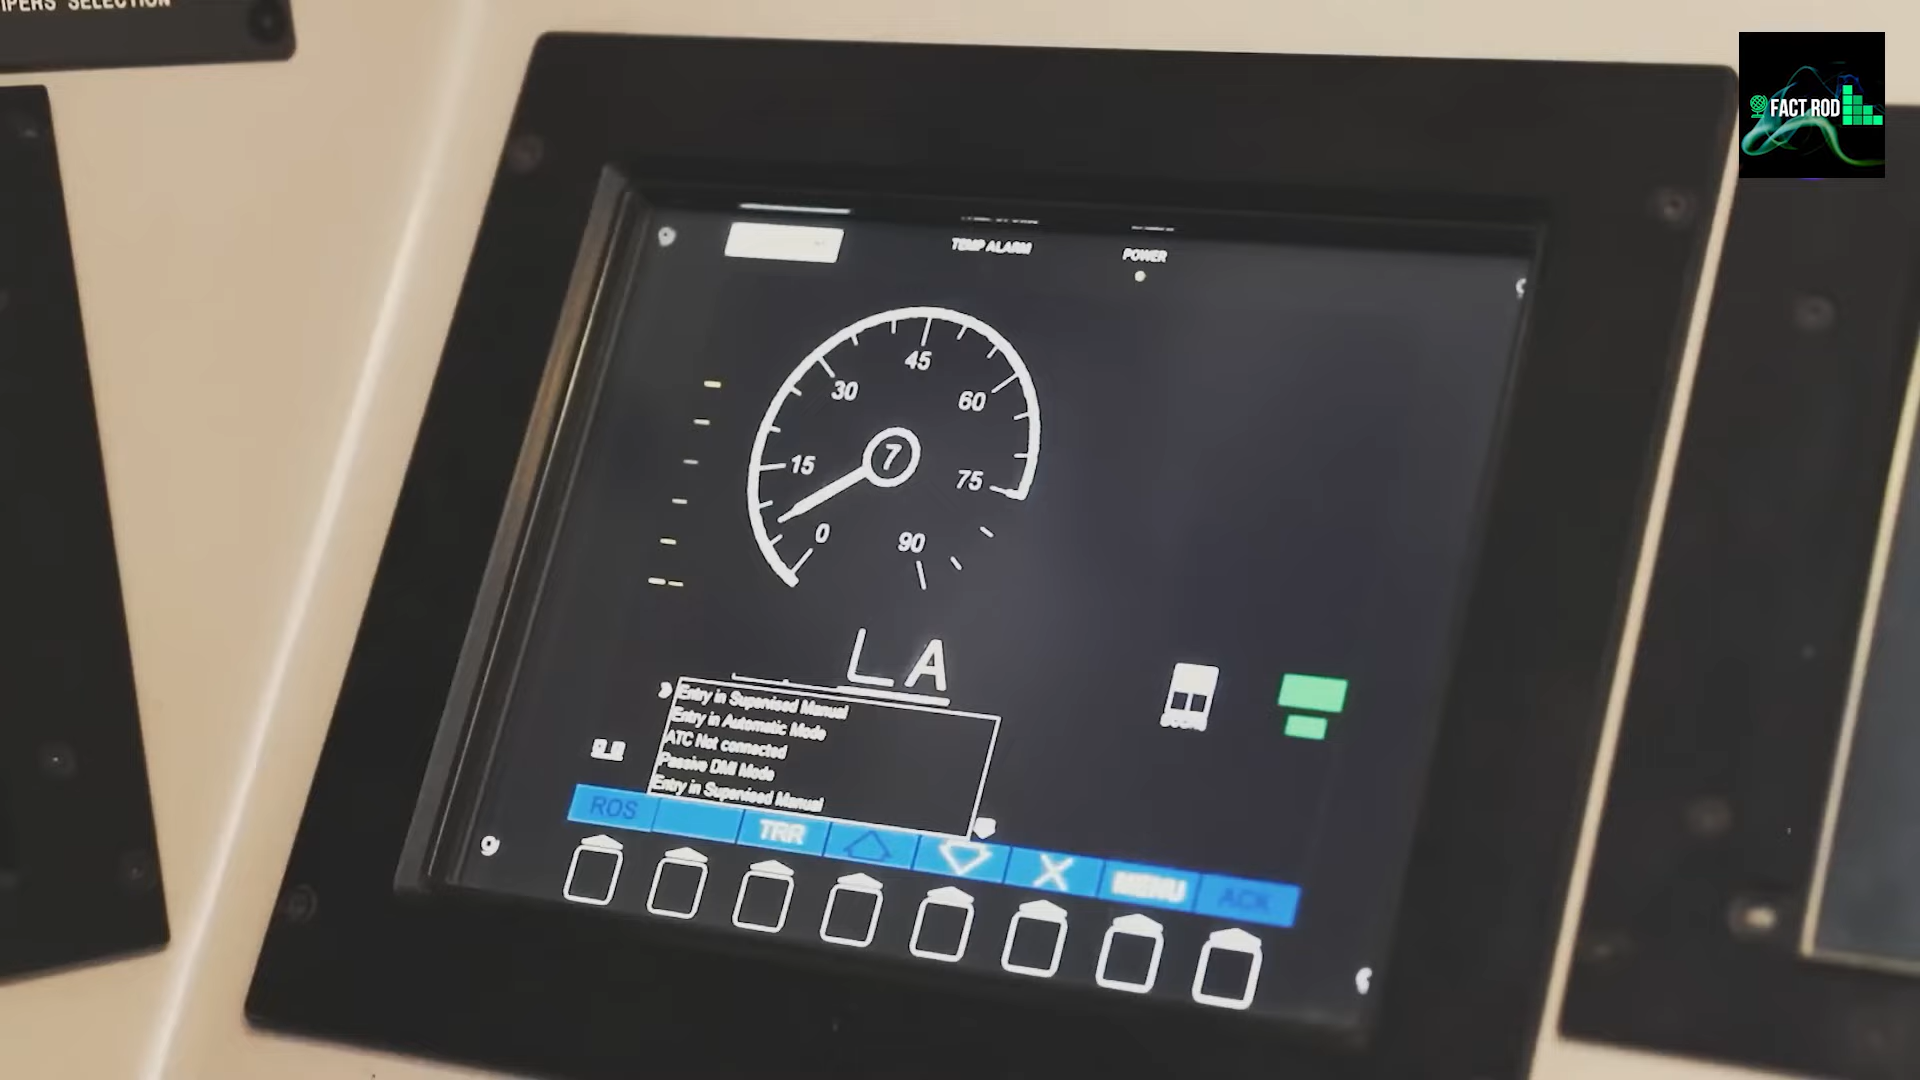 IPERS SELECTION
FACT ROD
TEMP ALARM
POWER
45
30
60
7
15
75
0
90
L A
Entry in Supervised Manual
Entry in Automatic Mode
ATC Not connected
Passive DMI Mode
Entry in Supervised Manual
ROS
TRR
X
MENU
ACK